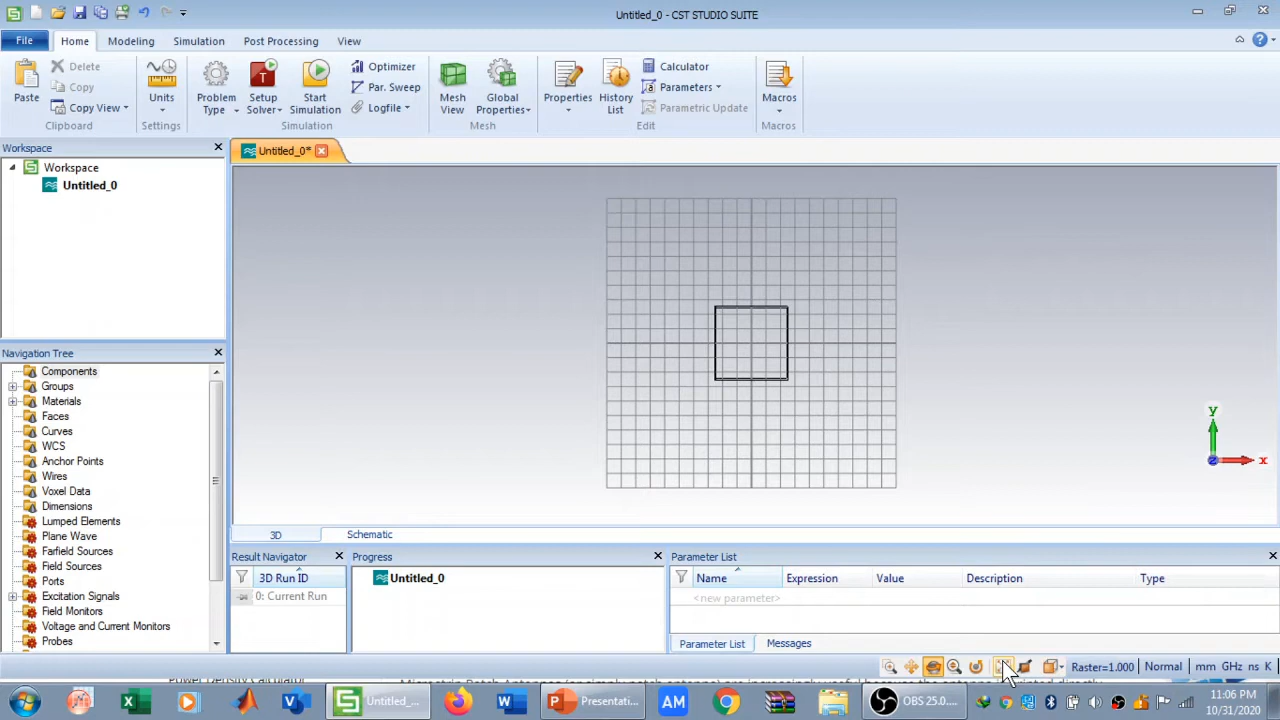 Untitled_0 - CST STUDIO SUITE
File Home Modeling Simulation Post Processing View
Paste
Delete
Copy
Copy View
Clipboard
Units
Settings
Problem Type
Setup Solver
Start Simulation
Optimizer
Par. Sweep
Logfile
Simulation
Mesh View
Global Properties
Mesh
Properties
History List
Calculator
Parameters
Parametric Update
Edit
Macros
Macros
Workspace
Untitled_0*
Workspace
Untitled_0
Navigation Tree
Components
Groups
Materials
Faces
Curves
WCS
Anchor Points
Wires
Voxel Data
Dimensions
Lumped Elements
Plane Wave
Farfield Sources
Field Sources
Ports
Excitation Signals
Field Monitors
Voltage and Current Monitors
Probes
y
x
3D Schematic
Result Navigator
3D Run ID
0: Current Run
Progress
Untitled_0
Parameter List
Name Expression Value Description Type
<new parameter>
Parameter List Messages
Raster=1.000 Normal mm GHz ns K
Untitled_...
Presentati...
AM
OBS 25.0....
11:06 PM
10/31/2020